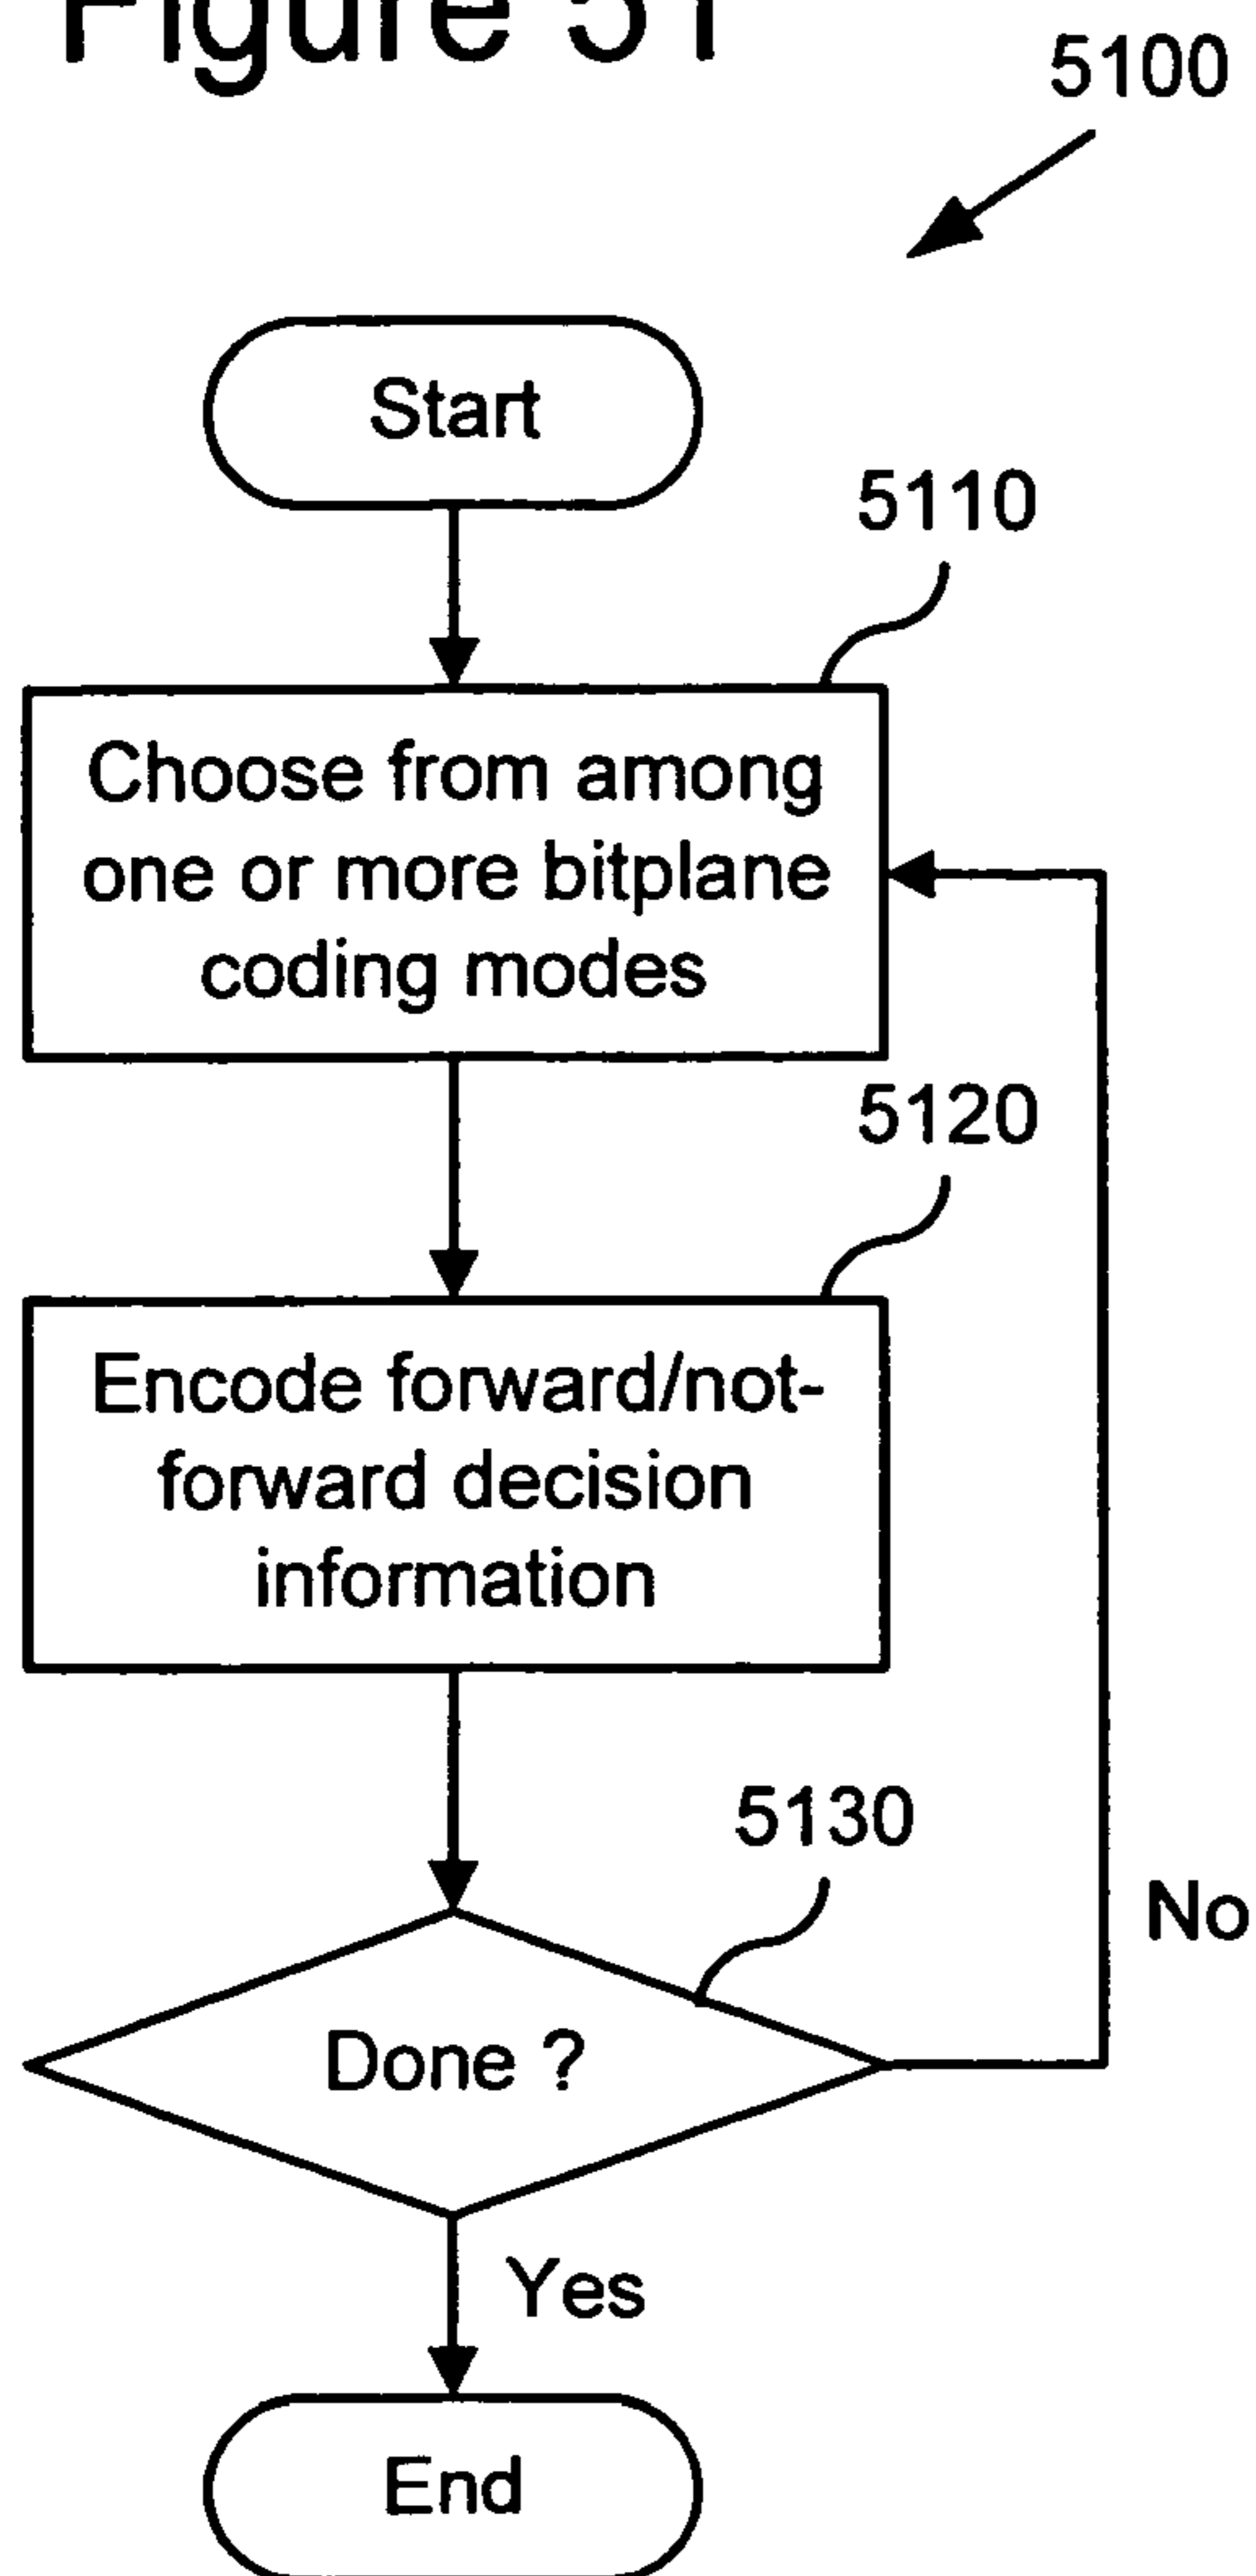 Figure 51
5100
Start
5110
Choose from among
one or more bitplane
coding modes
5120
Encode forward/not-
forward decision
information
5130
No
Done ?
Yes
End